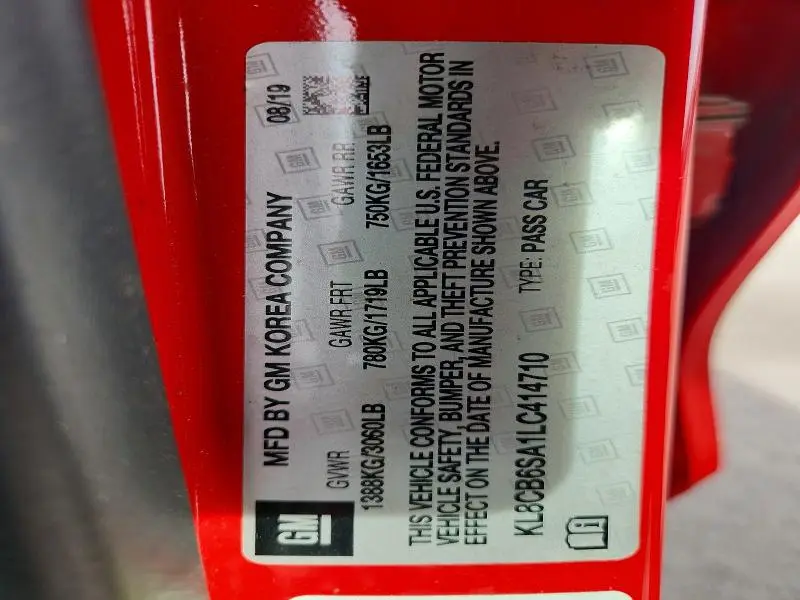 GM
MFD BY GM KOREA COMPANY 08/19
GVWR GAWR FRT GAWR RR
1388KG/3060LB 780KG/1719LB 750KG/1653LB
THIS VEHICLE CONFORMS TO ALL APPLICABLE U.S. FEDERAL MOTOR
VEHICLE SAFETY, BUMPER, AND THEFT PREVENTION STANDARDS IN
EFFECT ON THE DATE OF MANUFACTURE SHOWN ABOVE.
KL8CB6SA1LC414710 TYPE: PASS CAR